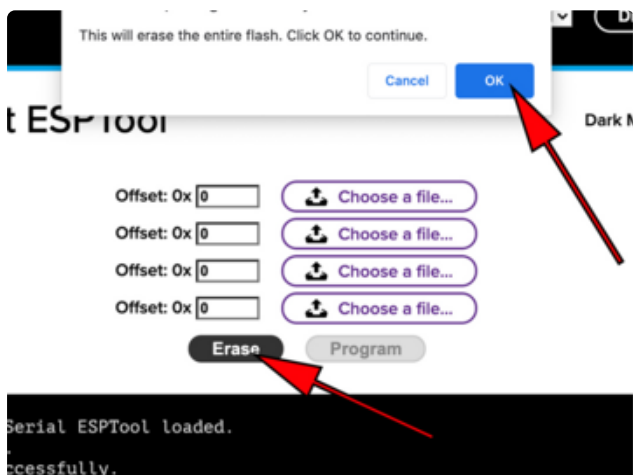 This will erase the entire flash. Click OK to continue.
Cancel OK
t ESPTool
Dark M
Offset: 0x 0 Choose a file...
Offset: 0x 0 Choose a file...
Offset: 0x 0 Choose a file...
Offset: 0x 0 Choose a file...
Erase Program
Serial ESPTool loaded.
.
ccessfully.